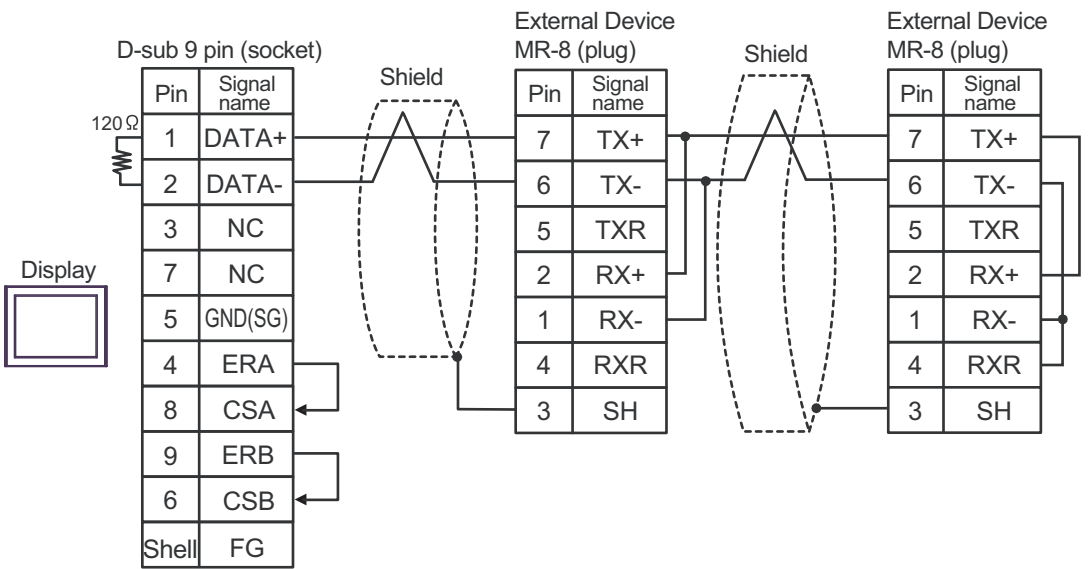 D-sub 9 pin (socket)
Pin Signal name
1 DATA+
2 DATA-
3 NC
7 NC
5 GND(SG)
4 ERA
8 CSA
9 ERB
6 CSB
Shell FG
120Ω
Display
Shield
External Device
MR-8 (plug)
Pin Signal name
7 TX+
6 TX-
5 TXR
2 RX+
1 RX-
4 RXR
3 SH
Shield
External Device
MR-8 (plug)
Pin Signal name
7 TX+
6 TX-
5 TXR
2 RX+
1 RX-
4 RXR
3 SH